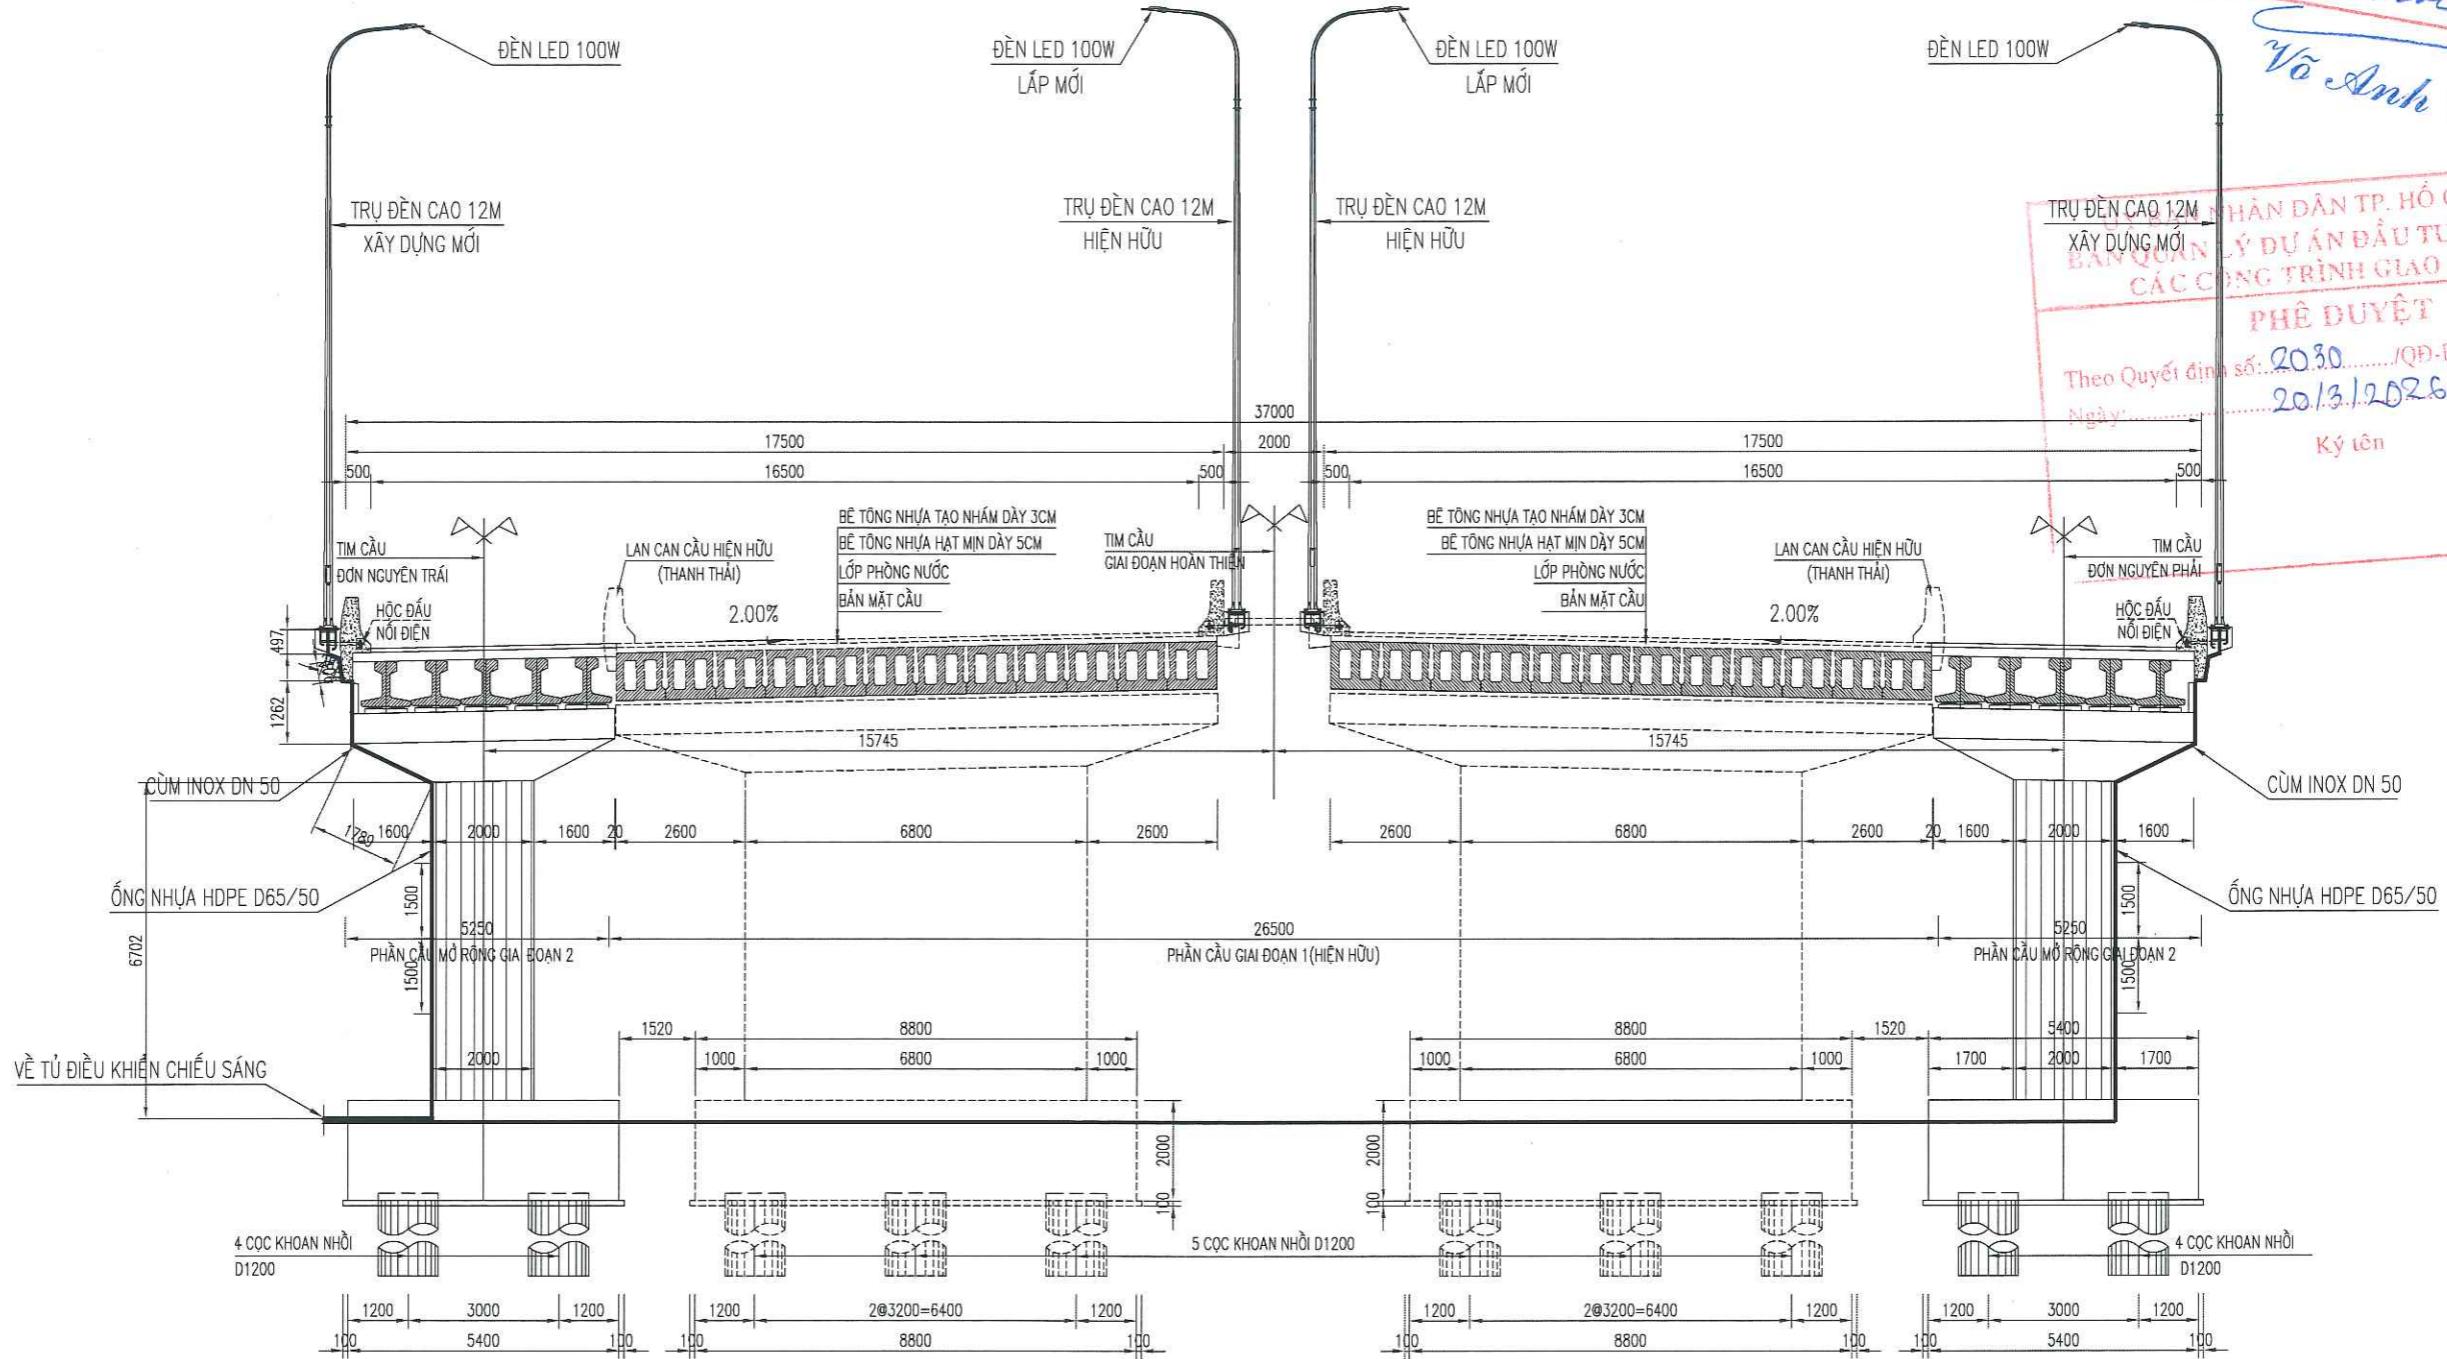 ĐÈN LED 100W
ĐÈN LED 100W
LẮP MỚI
ĐÈN LED 100W
LẮP MỚI
ĐÈN LED 100W
Võ Anh
TRỤ ĐÈN CAO 12M
XÂY DỰNG MỚI
TRỤ ĐÈN CAO 12M
HIỆN HỮU
TRỤ ĐÈN CAO 12M
HIỆN HỮU
TRỤ ĐÈN CAO 12M
XÂY DỰNG MỚI
ỦY BAN NHÂN DÂN TP. HỒ
BAN QUẢN LÝ DỰ ÁN ĐẦU TƯ
CÁC CÔNG TRÌNH GIAO
PHÊ DUYỆT
Theo Quyết định số: 2030 /QĐ-
Ngày: 20/3/2026
Ký tên
37000
17500 2000 17500
500 16500 500 500 16500 500
TIM CẦU
ĐƠN NGUYÊN TRÁI
HỘC ĐẤU
NỐI ĐIỆN
LAN CAN CẦU HIỆN HỮU
(THANH THẢI)
2.00%
BÊ TÔNG NHỰA TẠO NHÁM DÀY 3CM
BÊ TÔNG NHỰA HẠT MỊN DÀY 5CM
LỚP PHÒNG NƯỚC
BẢN MẶT CẦU
TIM CẦU
GIAI ĐOẠN HOÀN THIỆN
BÊ TÔNG NHỰA TẠO NHÁM DÀY 3CM
BÊ TÔNG NHỰA HẠT MỊN DÀY 5CM
LỚP PHÒNG NƯỚC
BẢN MẶT CẦU
LAN CAN CẦU HIỆN HỮU
(THANH THẢI)
2.00%
TIM CẦU
ĐƠN NGUYÊN PHẢI
HỘC ĐẤU
NỐI ĐIỆN
497
1262
15745 15745
CÙM INOX DN 50
CÙM INOX DN 50
1789
1600 2000 1600 20 2600 6800 2600 2600 6800 2600 20 1600 2000 1600
ỐNG NHỰA HDPE D65/50
ỐNG NHỰA HDPE D65/50
1500
1500
1500
1500
6702
5250 26500 5250
PHẦN CẦU MỞ RỘNG GIAI ĐOẠN 2
PHẦN CẦU GIAI ĐOẠN 1(HIỆN HỮU)
PHẦN CẦU MỞ RỘNG GIAI ĐOẠN 2
1520 8800 8800 1520 5400
2000 1000 6800 1000 1000 6800 1000 1700 2000 1700
VỀ TỦ ĐIỀU KHIỂN CHIẾU SÁNG
2000
100
2000
100
4 CỌC KHOAN NHỒI
D1200
5 CỌC KHOAN NHỒI D1200
4 CỌC KHOAN NHỒI
D1200
1200 3000 1200 1200 2@3200=6400 1200 1200 2@3200=6400 1200 1200 3000 1200
100 5400 100 100 8800 100 100 8800 100 100 5400 100